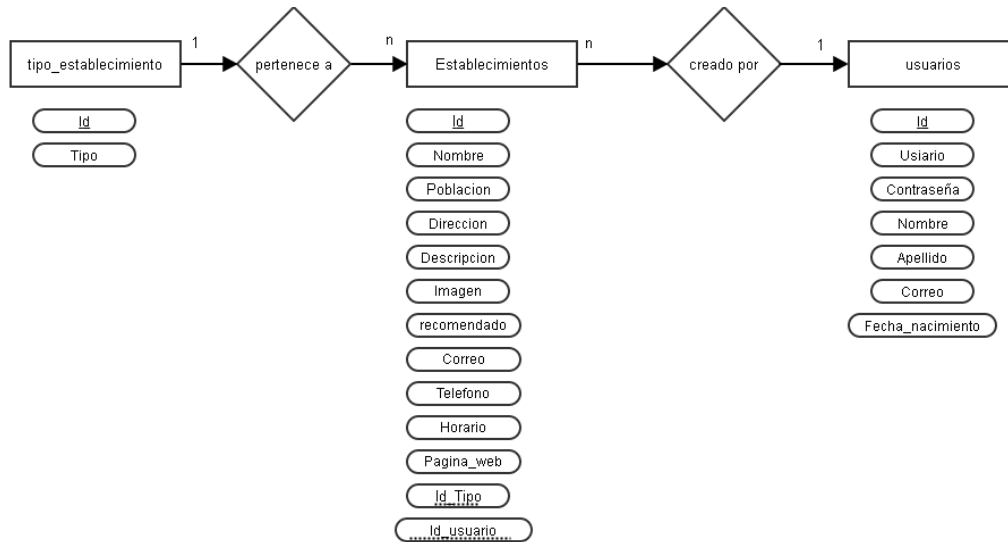 1
n
n
1
tipo_establecimiento
pertenece a
Establecimientos
creado por
usuarios
Id
Tipo
Id
Nombre
Poblacion
Direccion
Descripcion
Imagen
recomendado
Correo
Telefono
Horario
Pagina_web
Id_Tipo
Id_usuario
Id
Usiario
Contraseña
Nombre
Apellido
Correo
Fecha_nacimiento